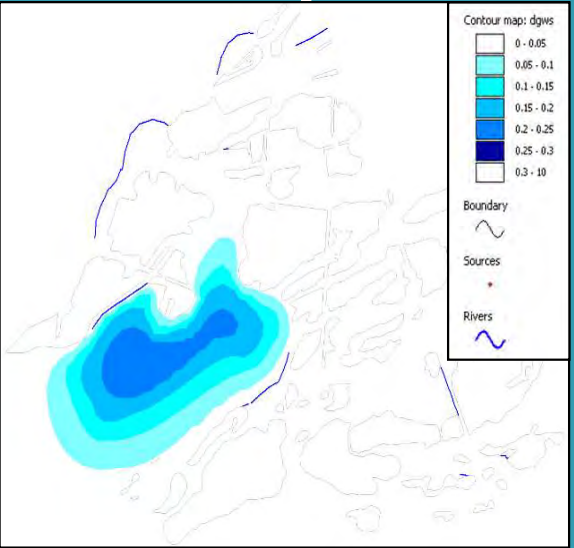 Contour map: dgws
0 - 0.05
0.05 - 0.1
0.1 - 0.15
0.15 - 0.2
0.2 - 0.25
0.25 - 0.3
0.3 - 10
Boundary
Sources
Rivers